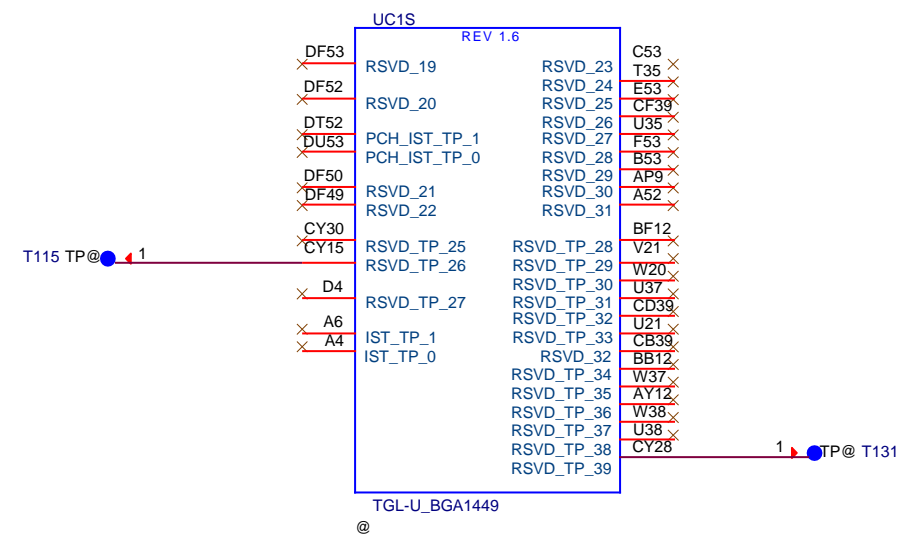 UC1S
REV 1.6
DF53 RSVD_19
DF52 RSVD_20
DT52 PCH_IST_TP_1
DU53 PCH_IST_TP_0
DF50 RSVD_21
DF49 RSVD_22
CY30 RSVD_TP_25
T115 TP@ 1 CY15 RSVD_TP_26
D4 RSVD_TP_27
A6 IST_TP_1
A4 IST_TP_0
RSVD_23 C53
RSVD_24 T35
RSVD_25 E53
RSVD_26 CF39
RSVD_27 U35
RSVD_28 F53
RSVD_29 B53
RSVD_30 AP9
RSVD_31 A52
RSVD_TP_28 BF12
RSVD_TP_29 V21
RSVD_TP_30 W20
RSVD_TP_31 U37
RSVD_TP_32 CD39
RSVD_TP_33 U21
RSVD_32 CB39
RSVD_TP_34 BB12
RSVD_TP_35 W37
RSVD_TP_36 AY12
RSVD_TP_37 W38
RSVD_TP_38 U38
RSVD_TP_39 CY28 1 TP@ T131
TGL-U_BGA1449
@